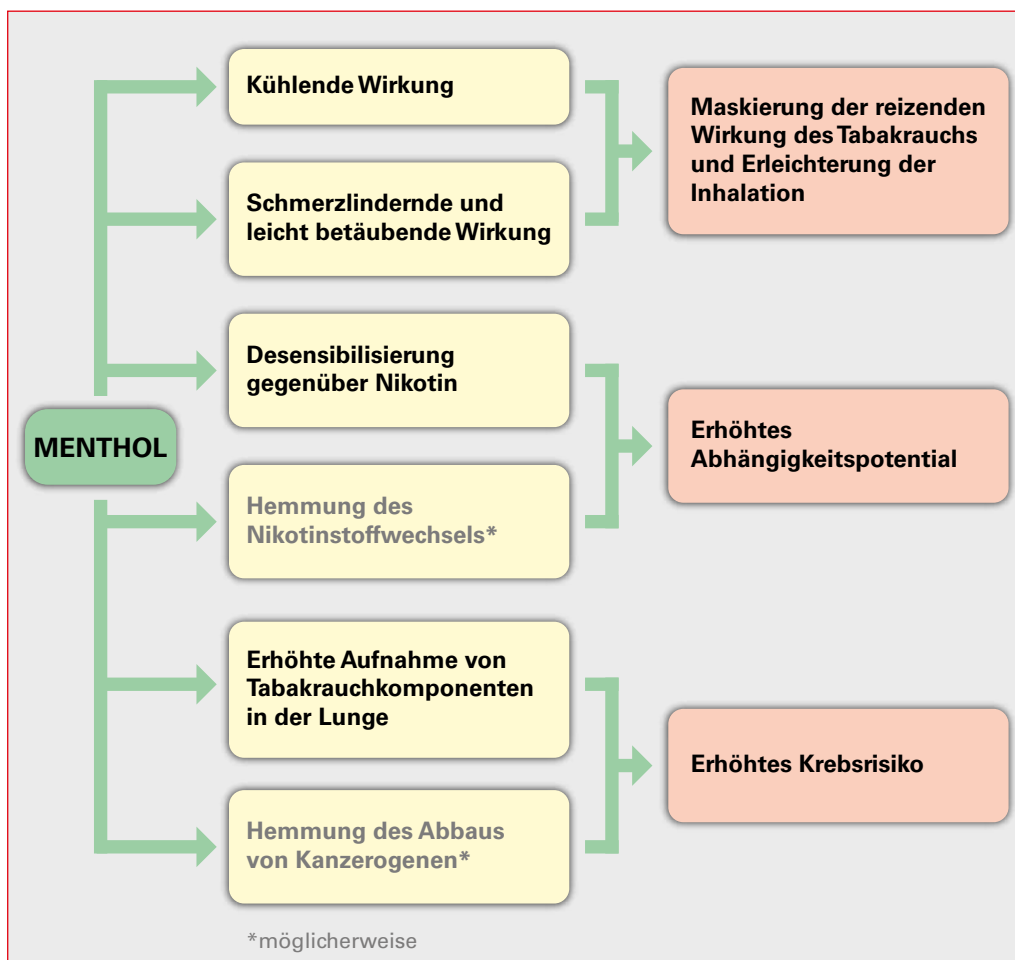 MENTHOL
Kühlende Wirkung
Schmerzlindernde und
leicht betäubende Wirkung
Desensibilisierung
gegenüber Nikotin
Hemmung des
Nikotinstoffwechsels*
Erhöhte Aufnahme von
Tabakrauchkomponenten
in der Lunge
Hemmung des Abbaus
von Kanzerogenen*
*möglicherweise
Maskierung der reizenden
Wirkung des Tabakrauchs
und Erleichterung der
Inhalation
Erhöhtes
Abhängigkeitspotential
Erhöhtes Krebsrisiko